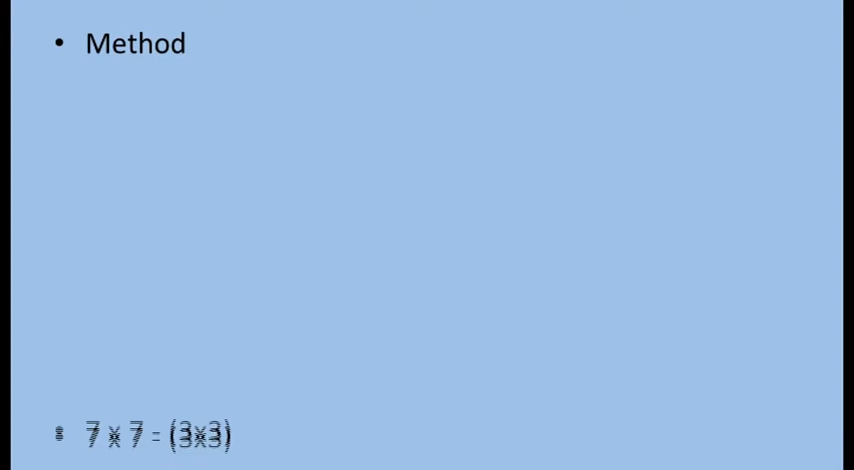 • Method
• 7 x 7 = (3x3)